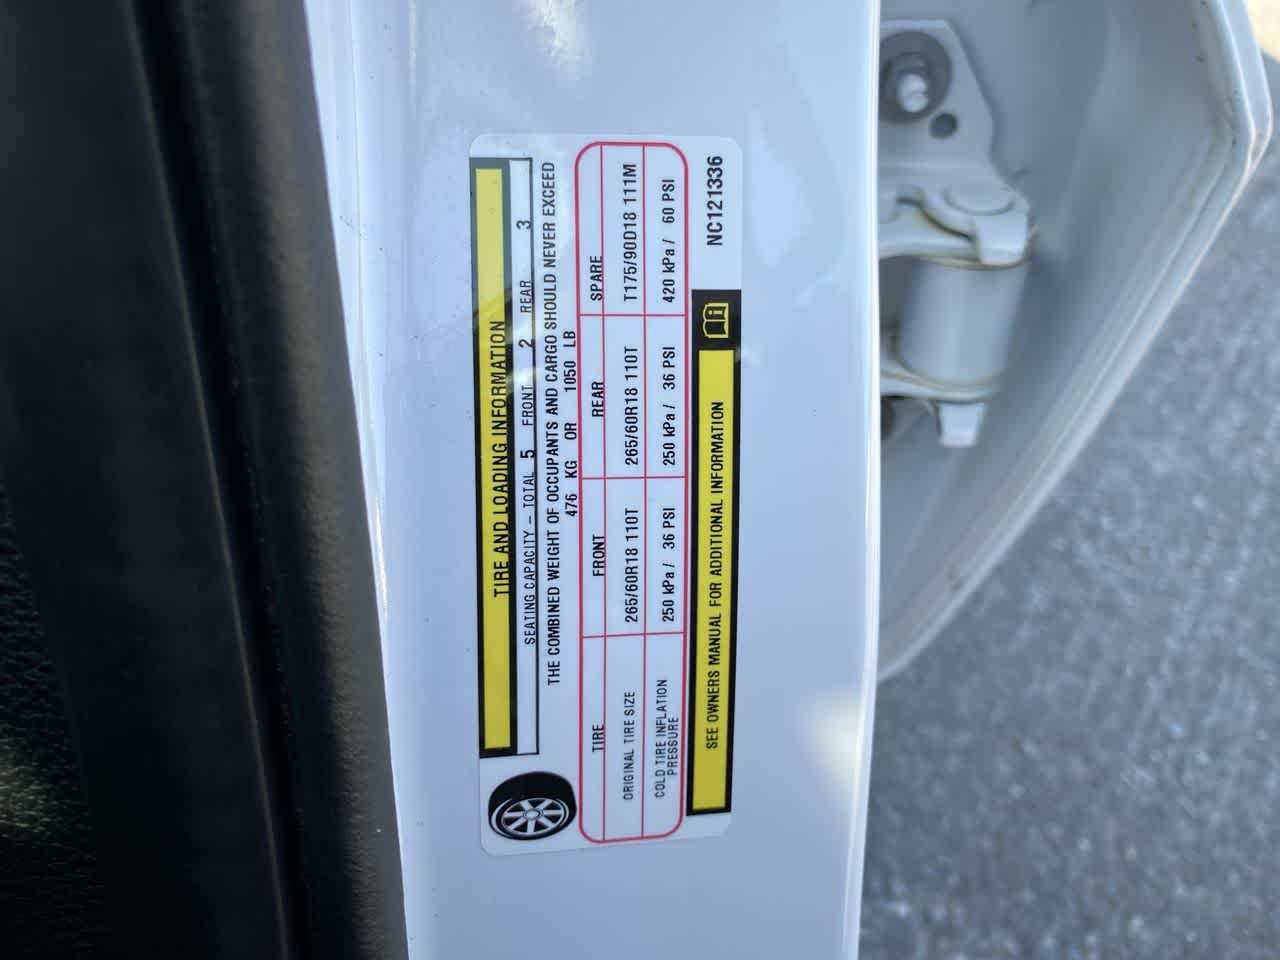 TIRE AND LOADING INFORMATION
SEATING CAPACITY – TOTAL 5 FRONT 2 REAR 3
THE COMBINED WEIGHT OF OCCUPANTS AND CARGO SHOULD NEVER EXCEED
476 KG OR 1050 LB
TIRE FRONT REAR SPARE
ORIGINAL TIRE SIZE 265/60R18 110T 265/60R18 110T T175/90D18 111M
COLD TIRE INFLATION PRESSURE 250 kPa / 36 PSI 250 kPa / 36 PSI 420 kPa / 60 PSI
SEE OWNERS MANUAL FOR ADDITIONAL INFORMATION NC121336